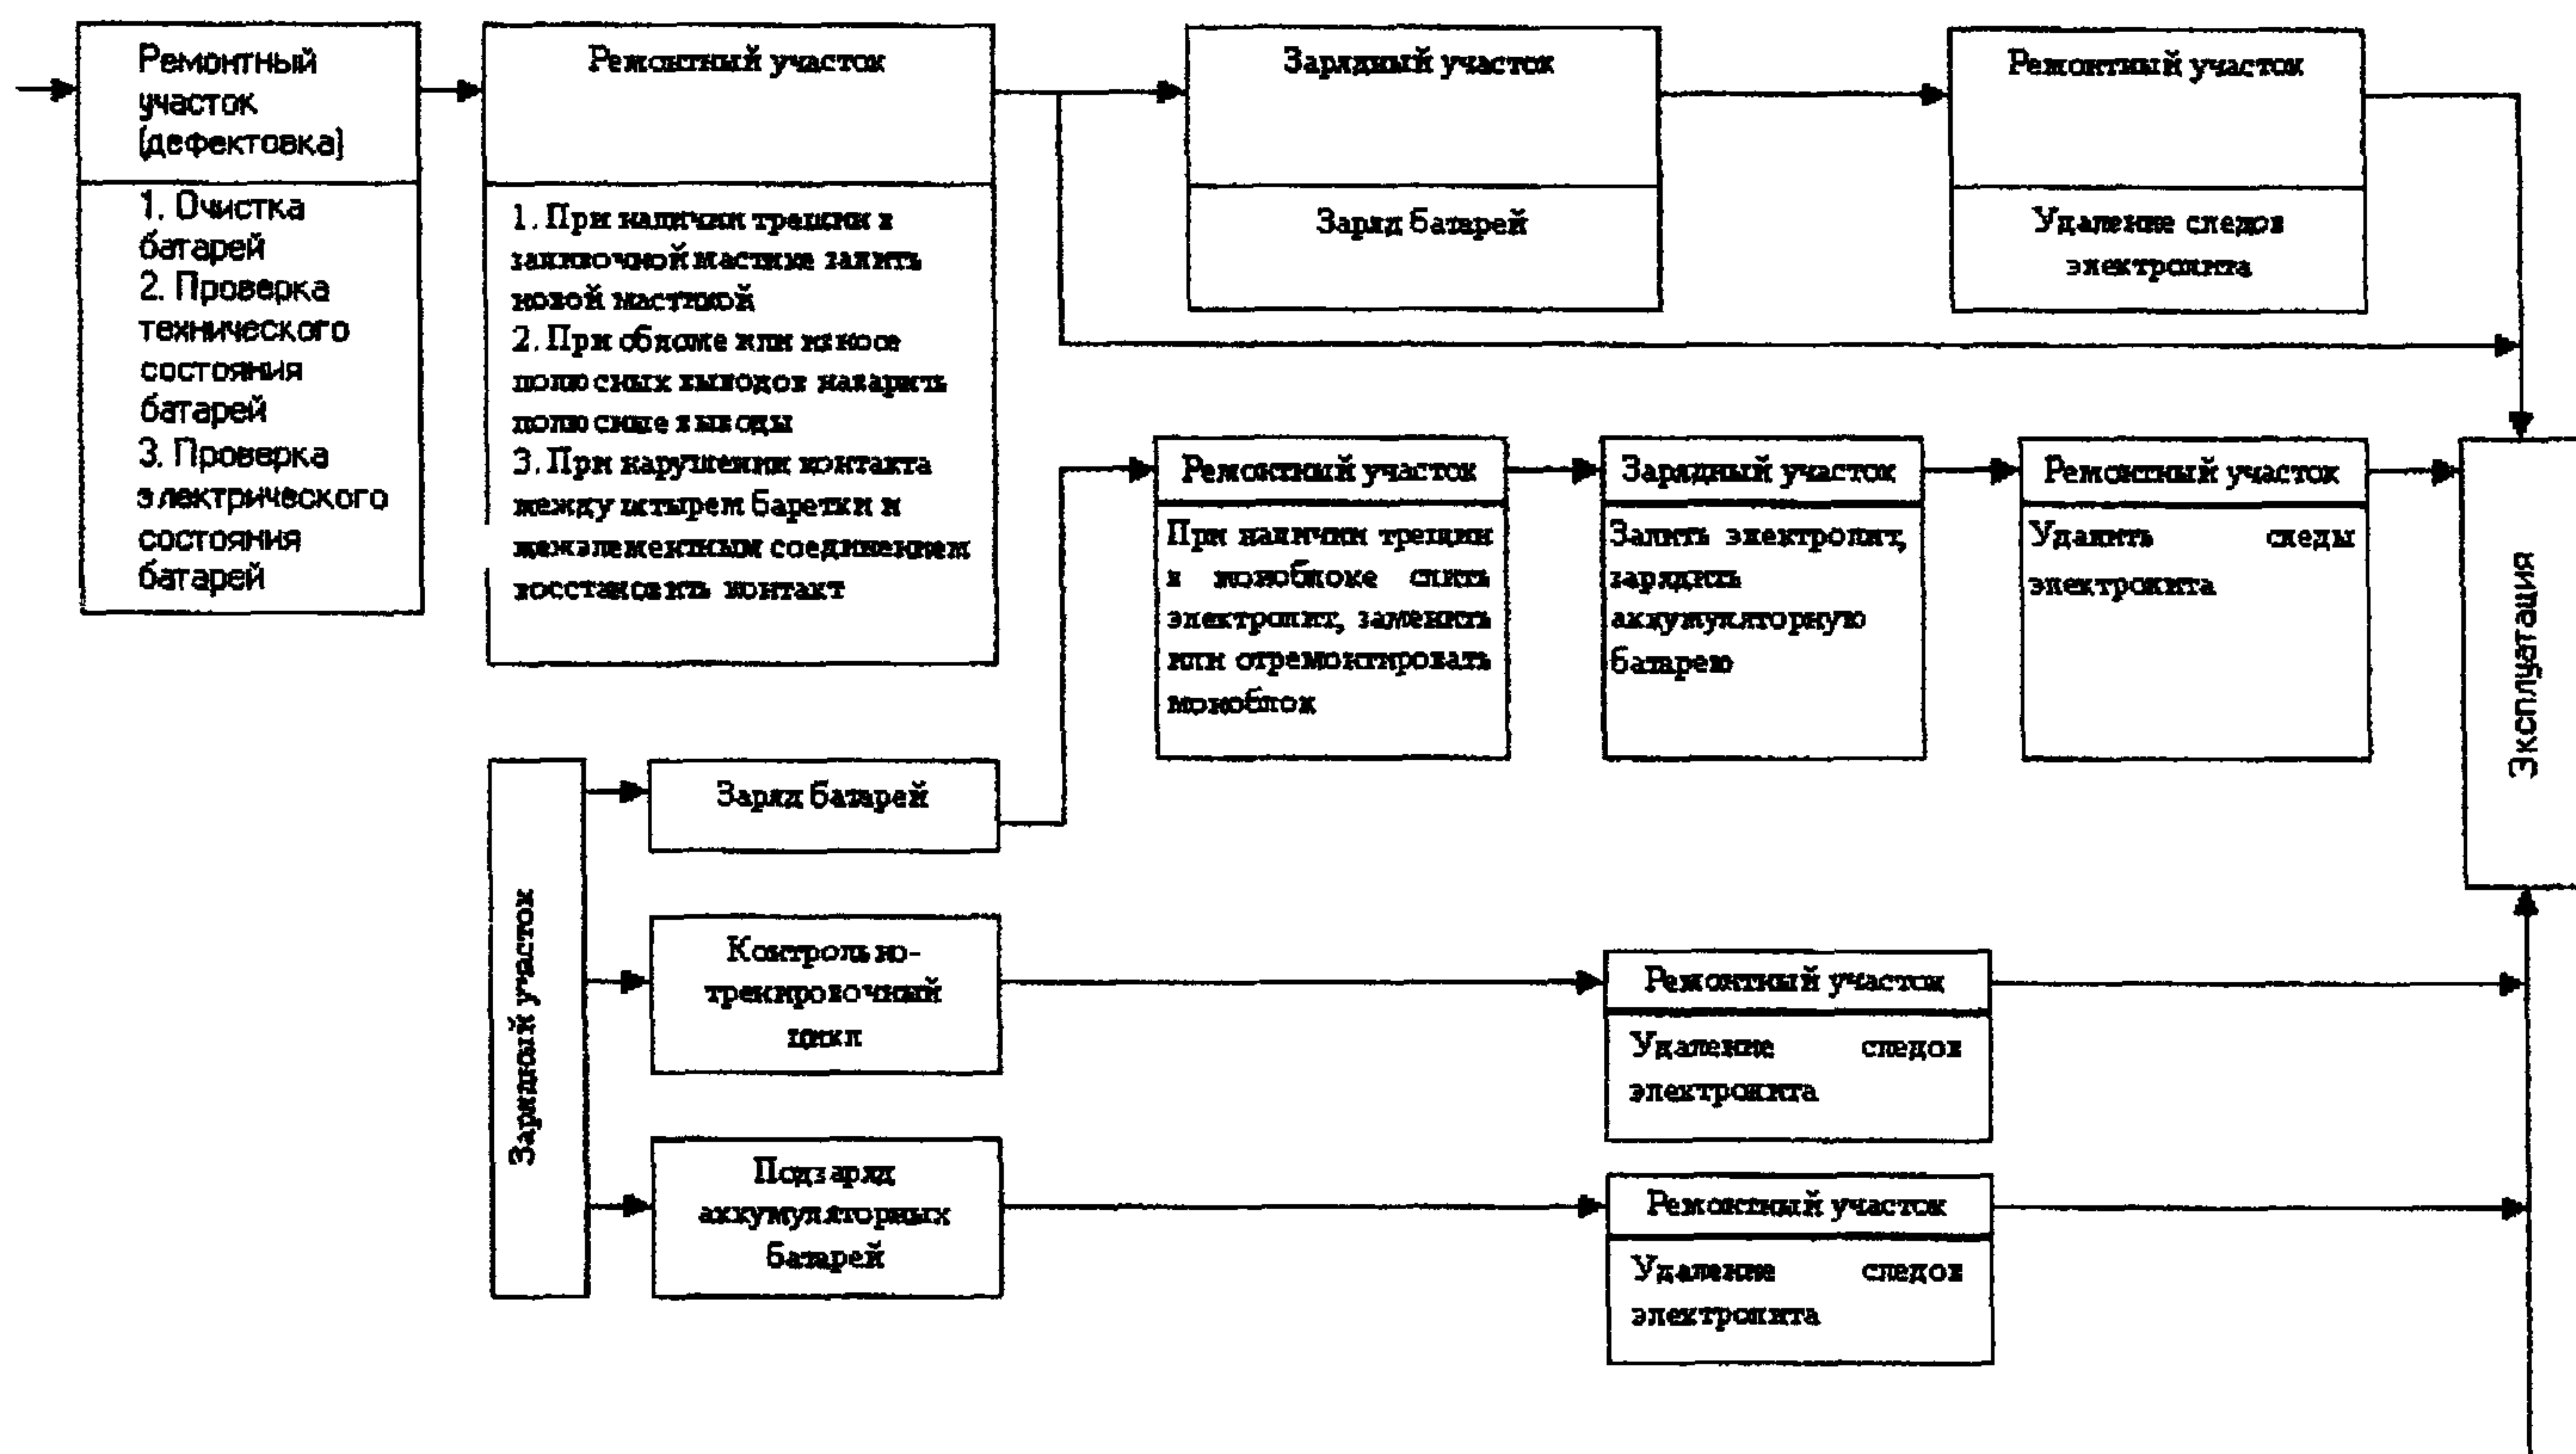 Ремонтный
участок
(дефектовка)
1. Очистка
батарей
2. Проверка
технического
состояния
батарей
3. Проверка
электрического
состояния
батарей
Ремонтный участок
1. При наличии трещин в
заливочной мастике залить
новой мастикой
2. При обломе или износе
полюсных выводов наварить
полюсные выводы
3. При нарушении контакта
между штырем баретки и
межэлементным соединением
восстановить контакт
Зарядный участок
Заряд батарей
Ремонтный участок
Удаление следов
электролита
Ремонтный участок
При наличии трещин
в моноблоке слить
электролит, заменить
или отремонтировать
моноблок
Зарядный участок
Залить электролит,
зарядить
аккумуляторную
батарею
Ремонтный участок
Удалить следы
электролита
Эксплуатация
Зарядный участок
Заряд батарей
Контрольно-
тренировочный
цикл
Ремонтный участок
Удаление следов
электролита
Подзаряд
аккумуляторных
батарей
Ремонтный участок
Удаление следов
электролита